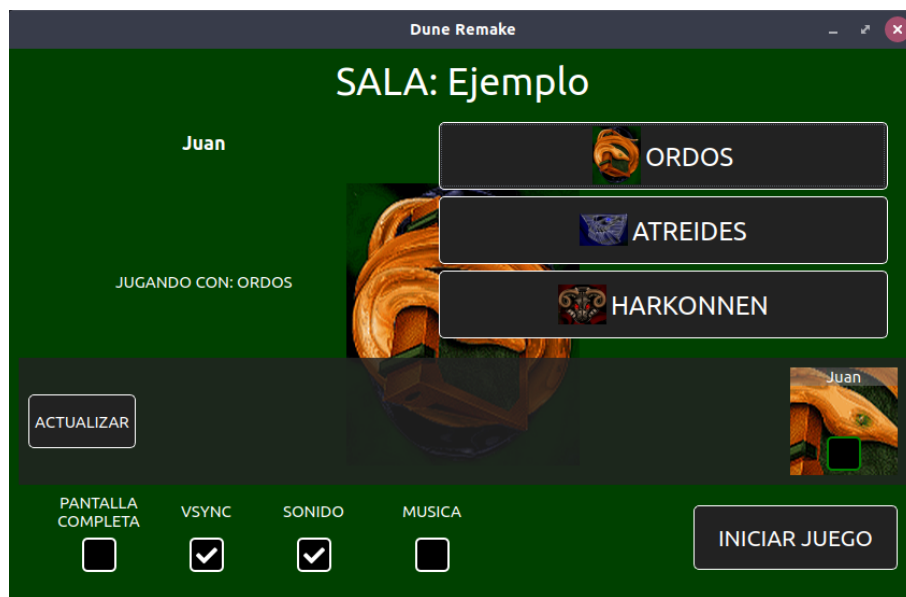 Dune Remake
SALA: Ejemplo
Juan
ORDOS
ATREIDES
HARKONNEN
JUGANDO CON: ORDOS
Juan
ACTUALIZAR
PANTALLA
COMPLETA
VSYNC
SONIDO
MUSICA
INICIAR JUEGO